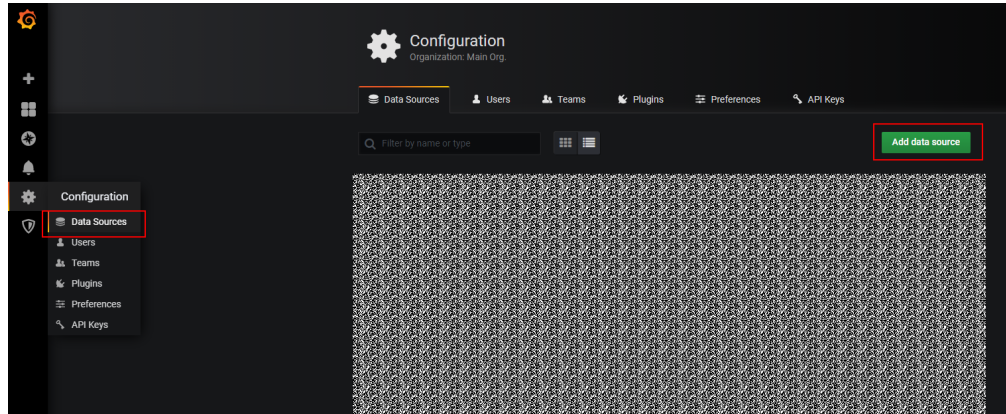 Configuration
Organization: Main Org.
Data Sources Users Teams Plugins Preferences API Keys
Filter by name or type
Add data source
Configuration
Data Sources
Users
Teams
Plugins
Preferences
API Keys